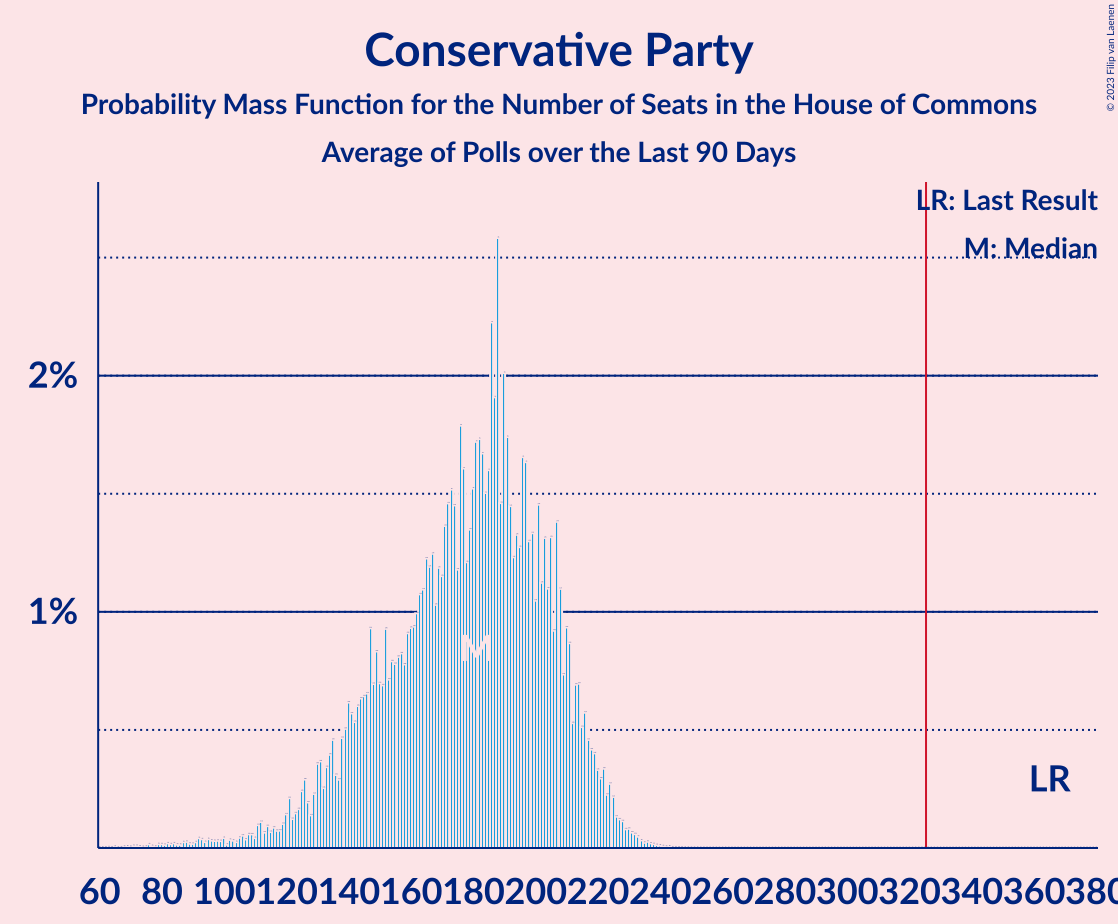 Conservative Party
Probability Mass Function for the Number of Seats in the House of Commons
Average of Polls over the Last 90 Days
© 2023 Filip van Laenen
LR: Last Result
M: Median
2%
1%
M
LR
60 80 100 120 140 160 180 200 220 240 260 280 300 320 340 360 380